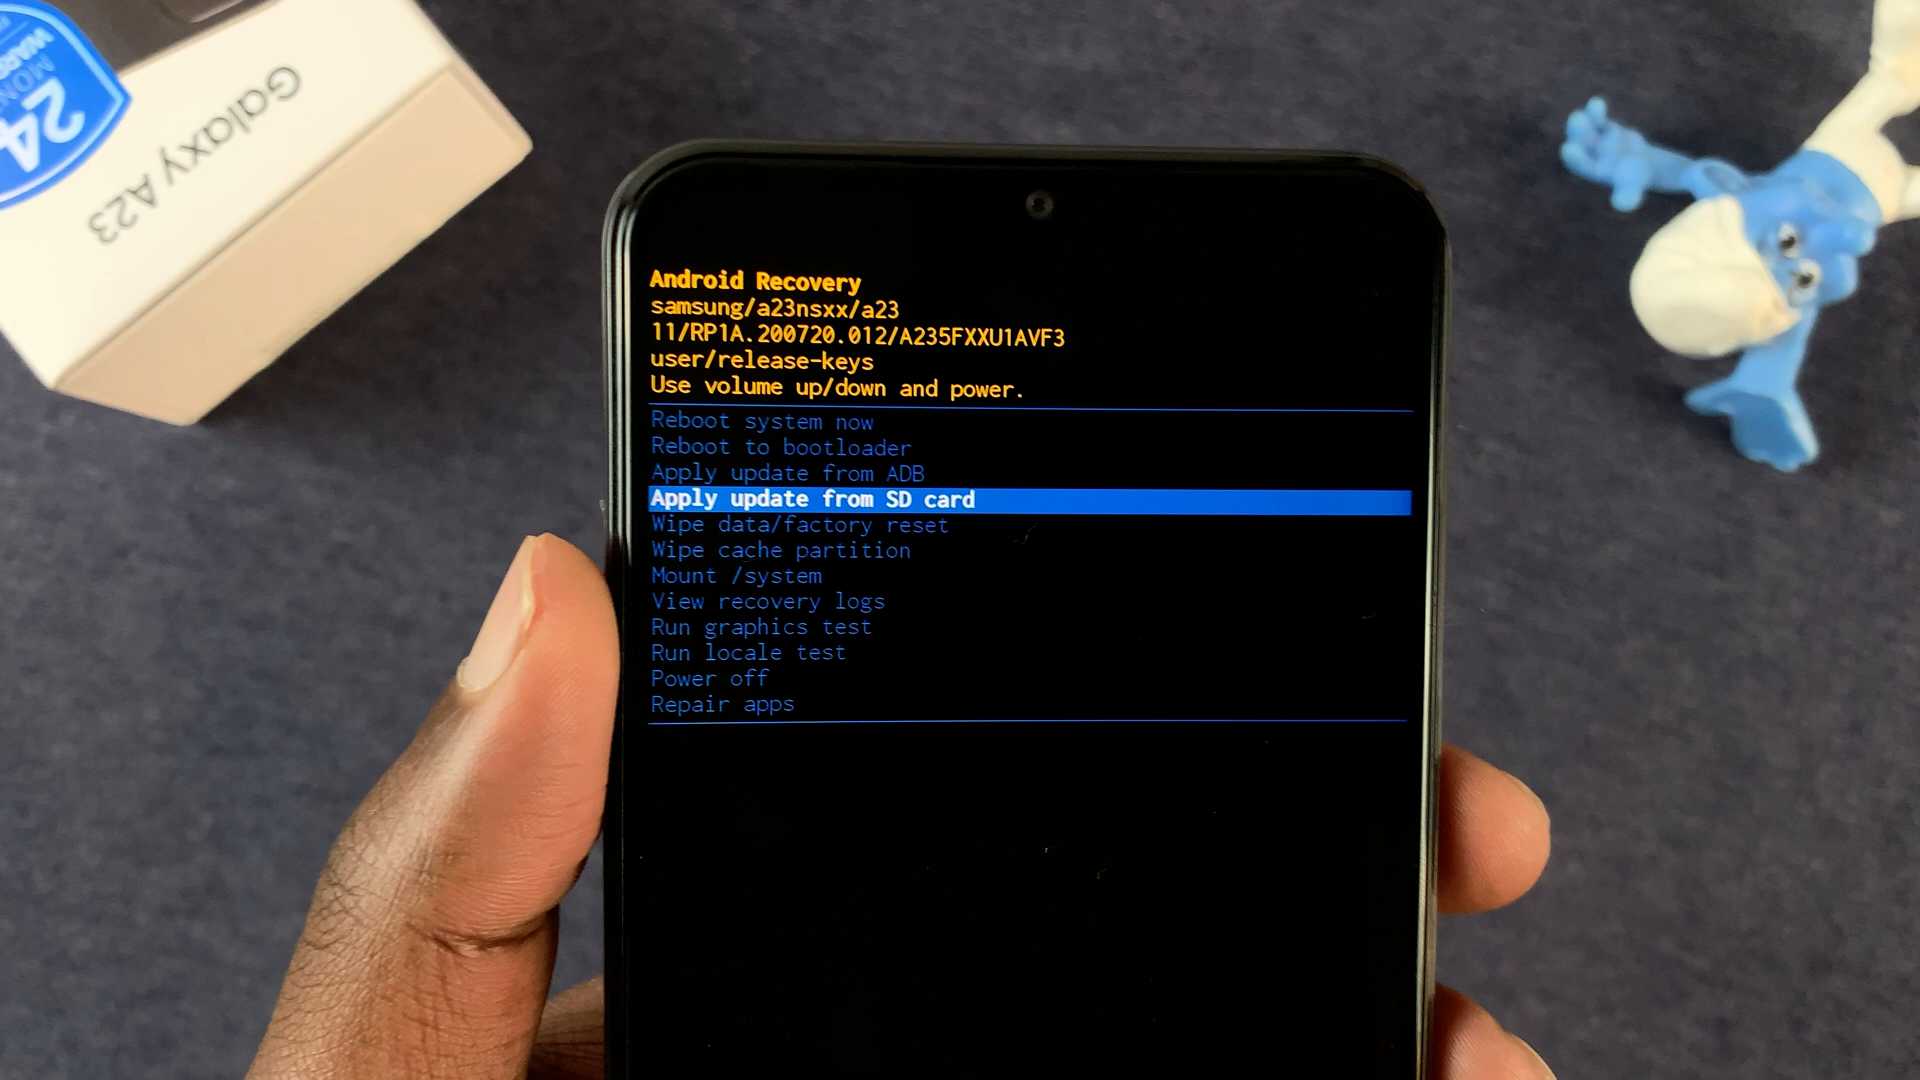 24
MONTH
Galaxy A23
Android Recovery
samsung/a23nsxx/a23
11/RP1A.200720.012/A235FXXU1AVF3
user/release-keys
Use volume up/down and power.
Reboot system now
Reboot to bootloader
Apply update from ADB
Apply update from SD card
Wipe data/factory reset
Wipe cache partition
Mount /system
View recovery logs
Run graphics test
Run locale test
Power off
Repair apps